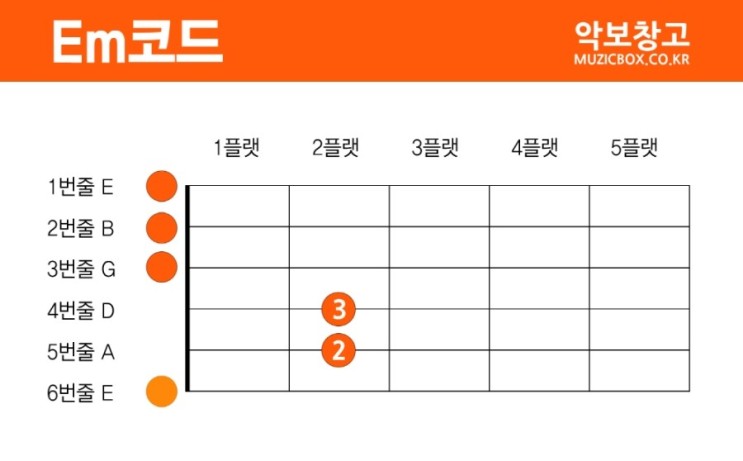 Em코드
악보창고
MUZICBOX.CO.KR
1플랫 2플랫 3플랫 4플랫 5플랫
1번줄 E
2번줄 B
3번줄 G
4번줄 D 3
5번줄 A 2
6번줄 E